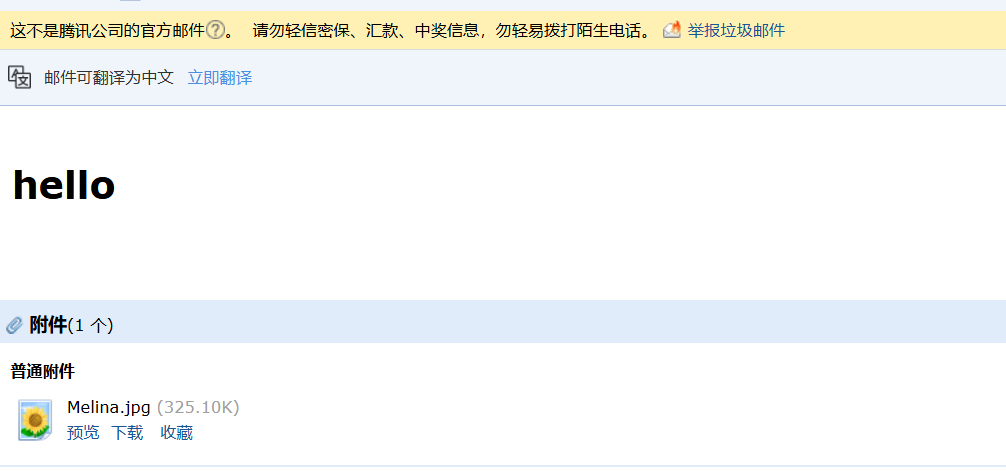 这不是腾讯公司的官方邮件?。 请勿轻信密保、汇款、中奖信息，勿轻易拨打陌生电话。 举报垃圾邮件
邮件可翻译为中文 立即翻译
hello
附件(1 个)
普通附件
Melina.jpg (325.10K)
预览 下载 收藏